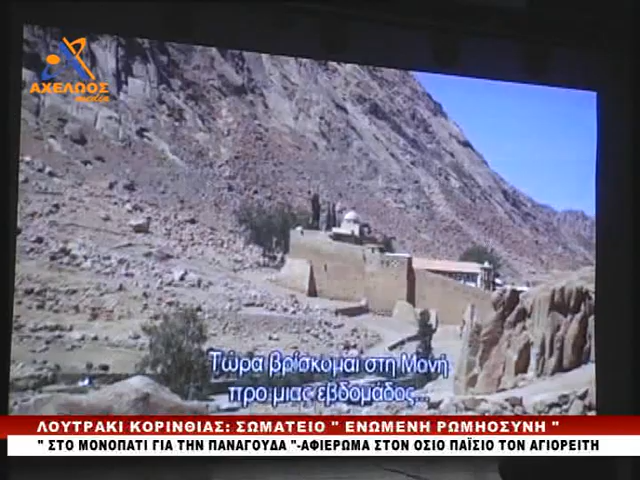 ΑΧΕΛΩΟΣ
media
Τώρα βρίσκομαι στη Μονή
προ μιας εβδομάδος...
ΛΟΥΤΡΑΚΙ ΚΟΡΙΝΘΙΑΣ: ΣΩΜΑΤΕΙΟ " ΕΝΩΜΕΝΗ ΡΩΜΗΟΣΥΝΗ "
" ΣΤΟ ΜΟΝΟΠΑΤΙ ΓΙΑ ΤΗΝ ΠΑΝΑΓΟΥΔΑ "-ΑΦΙΕΡΩΜΑ ΣΤΟΝ ΟΣΙΟ ΠΑΪΣΙΟ ΤΟΝ ΑΓΙΟΡΕΙΤΗ